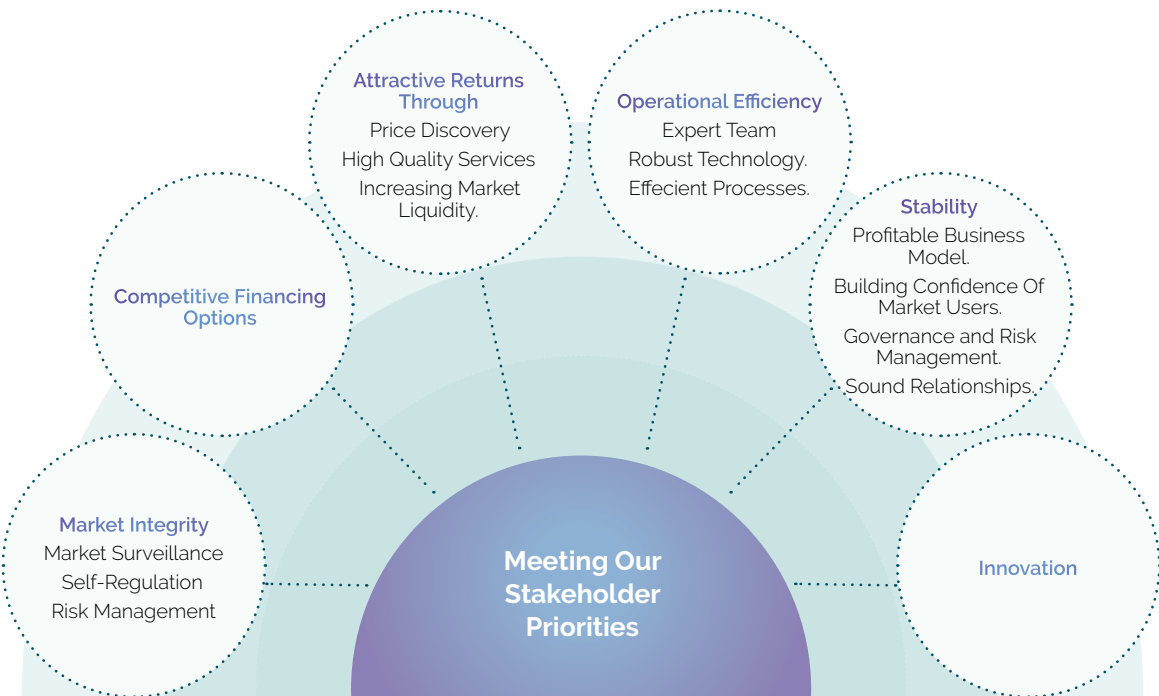 Attractive Returns
Through
Price Discovery
High Quality Services
Increasing Market
Liquidity.
Operational Efficiency
Expert Team
Robust Technology.
Effecient Processes.
Competitive Financing
Options
Stability
Profitable Business
Model.
Building Confidence Of
Market Users.
Governance and Risk
Management.
Sound Relationships.
Market Integrity
Market Surveillance
Self-Regulation
Risk Management
Meeting Our
Stakeholder
Priorities
Innovation